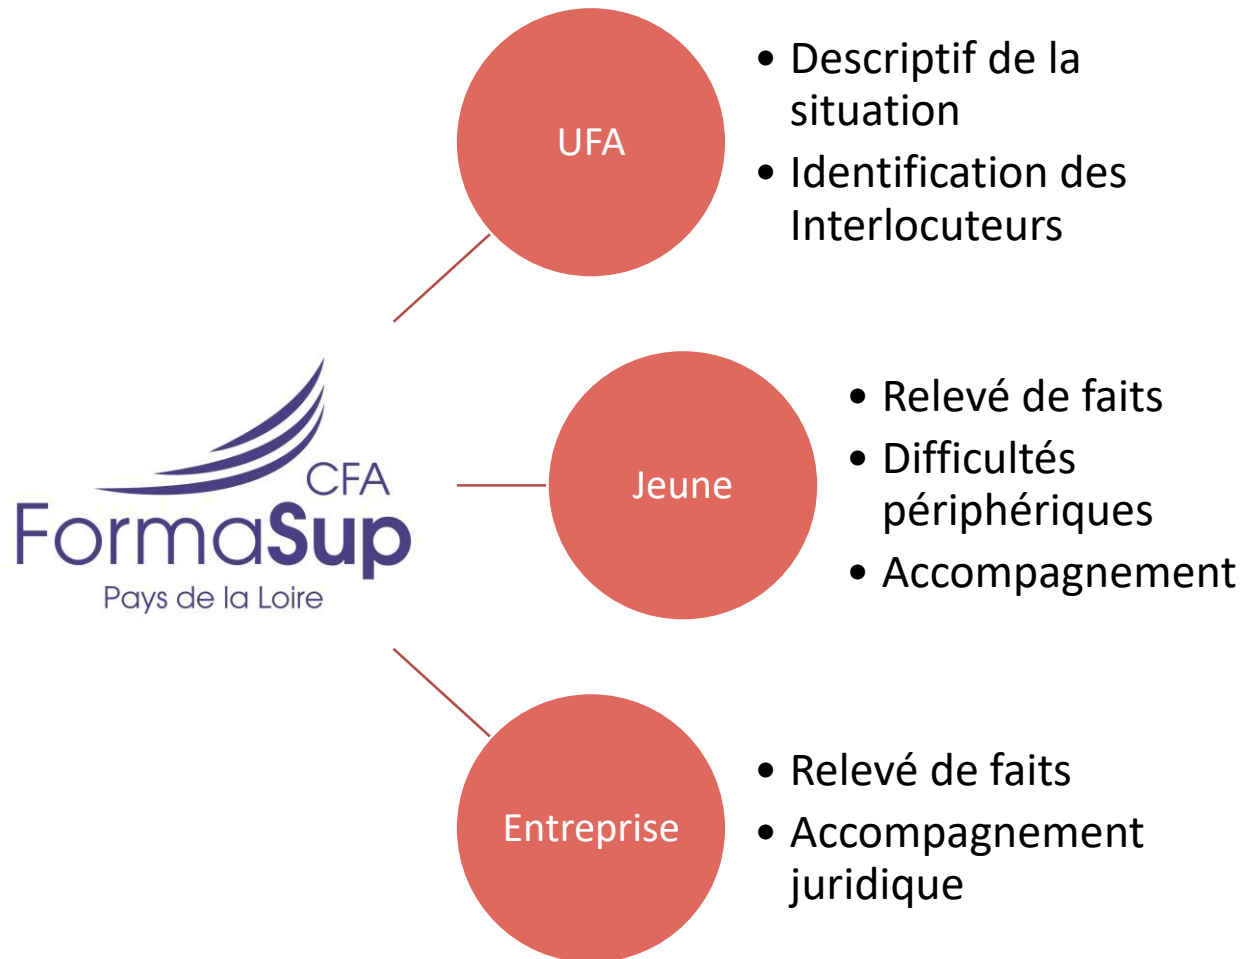 UFA
• Descriptif de la
situation
• Identification des
Interlocuteurs
CFA
FormaSup
Pays de la Loire
Jeune
• Relevé de faits
• Difficultés
périphériques
• Accompagnement
Entreprise
• Relevé de faits
• Accompagnement
juridique